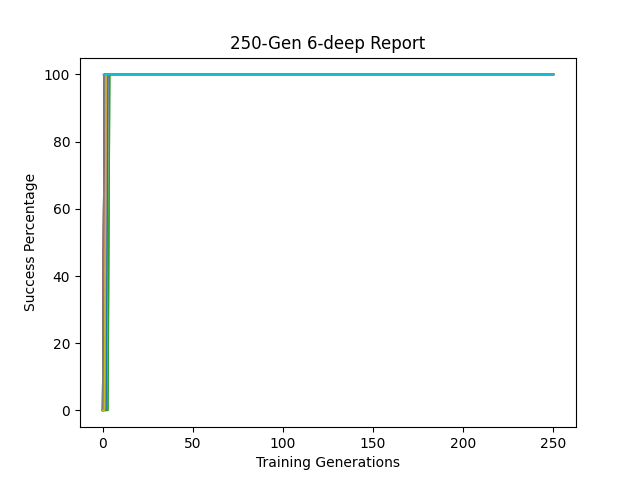 250-Gen 6-deep Report
100
80
60
40
20
0
Success Percentage
0 50 100 150 200 250
Training Generations